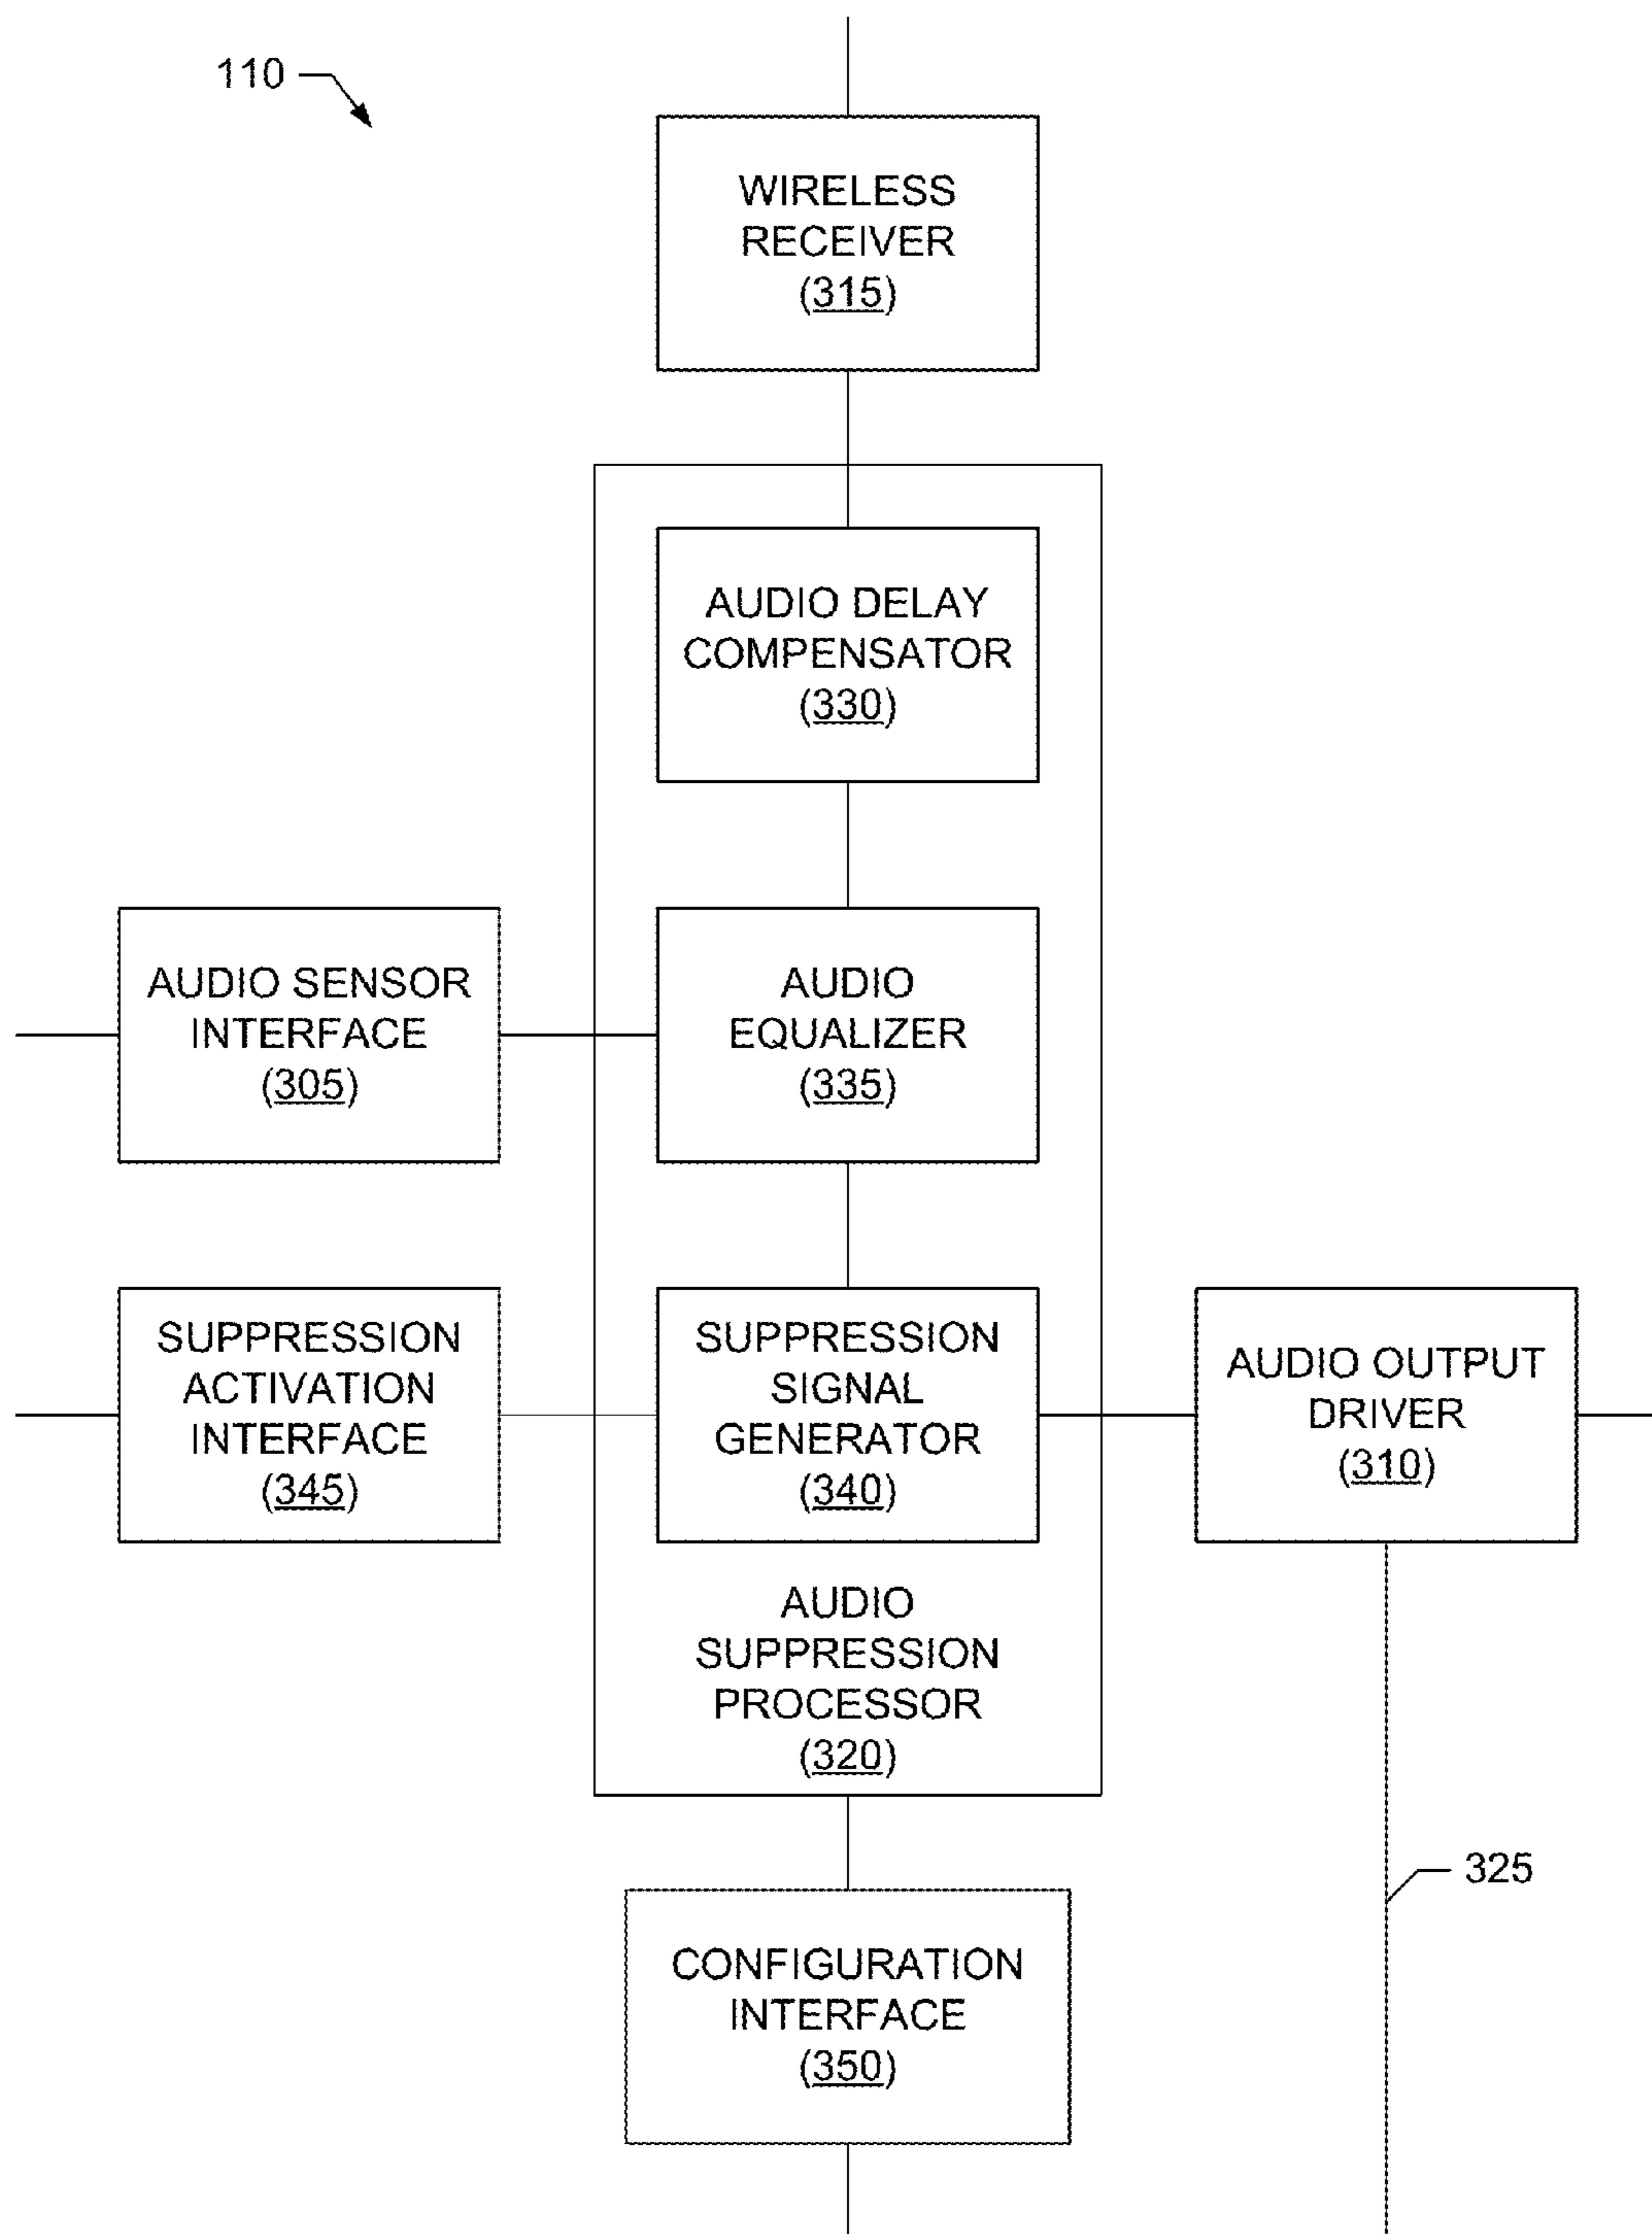 110
WIRELESS
RECEIVER
(315)
AUDIO DELAY
COMPENSATOR
(330)
AUDIO SENSOR
INTERFACE
(305)
AUDIO
EQUALIZER
(335)
SUPPRESSION
ACTIVATION
INTERFACE
(345)
SUPPRESSION
SIGNAL
GENERATOR
(340)
AUDIO OUTPUT
DRIVER
(310)
AUDIO
SUPPRESSION
PROCESSOR
(320)
325
CONFIGURATION
INTERFACE
(350)